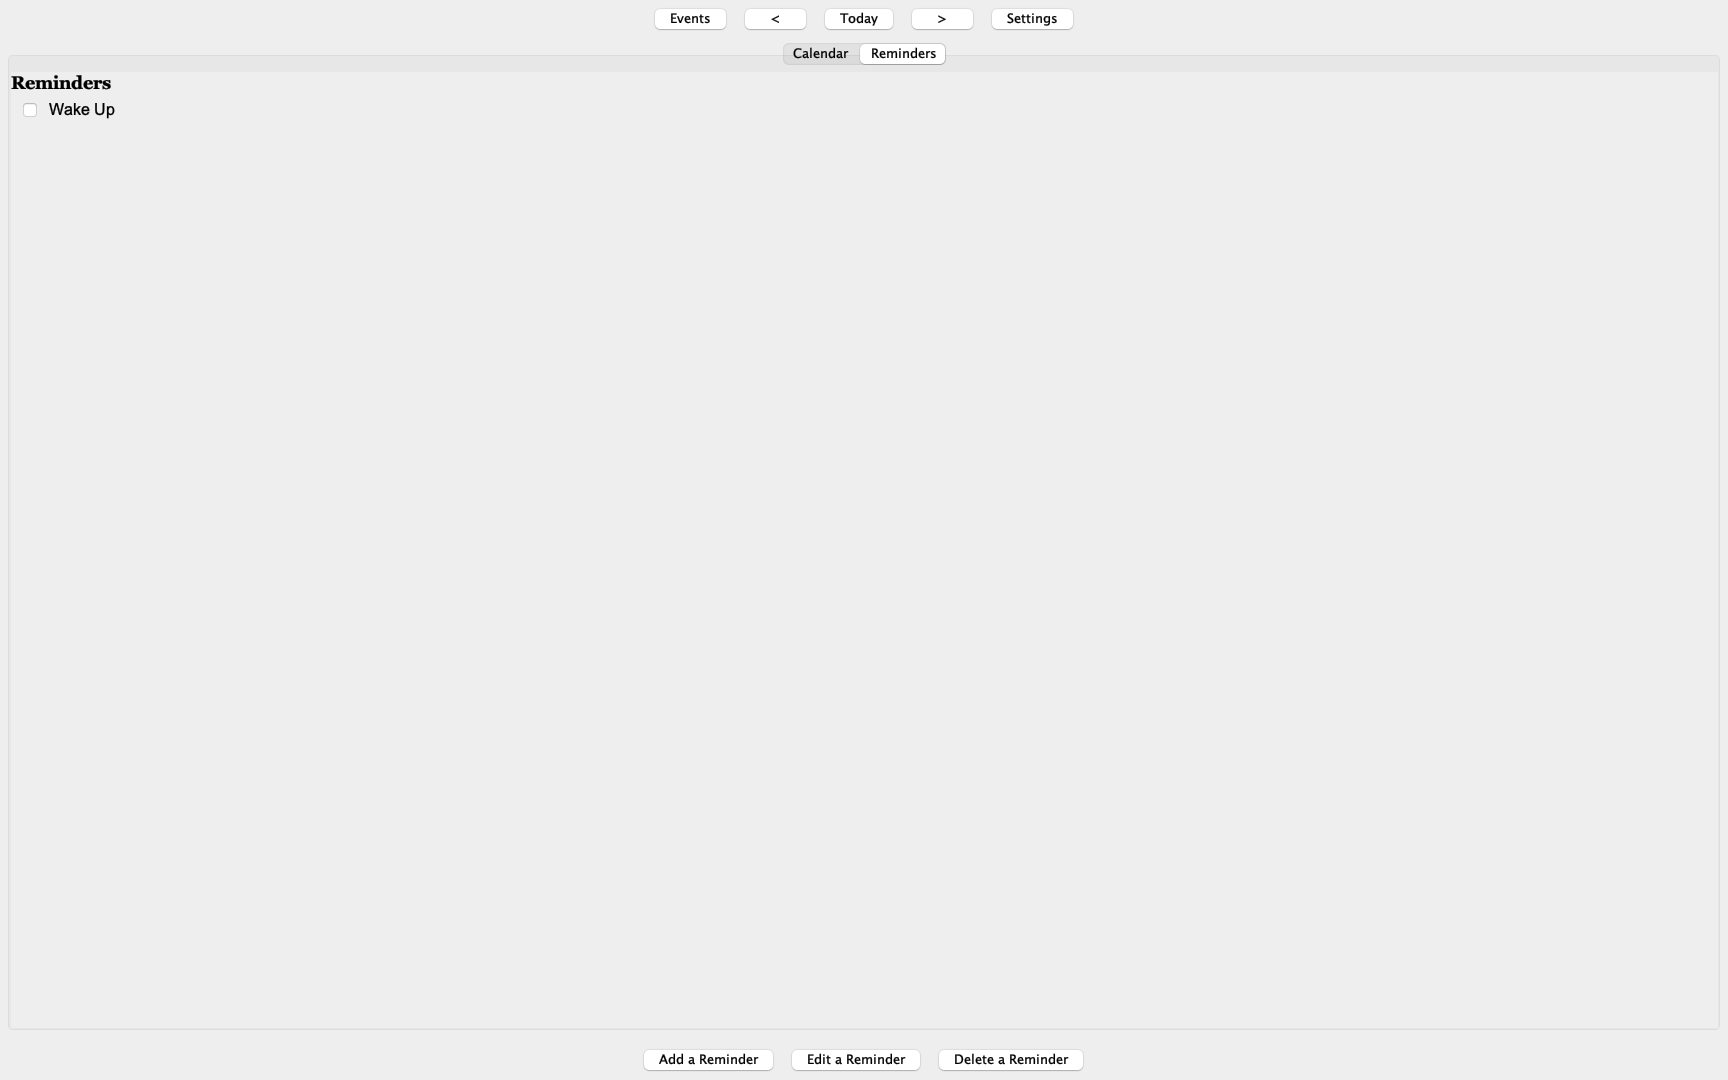 Events < Today > Settings
Calendar Reminders
Reminders
Wake Up
Add a Reminder Edit a Reminder Delete a Reminder